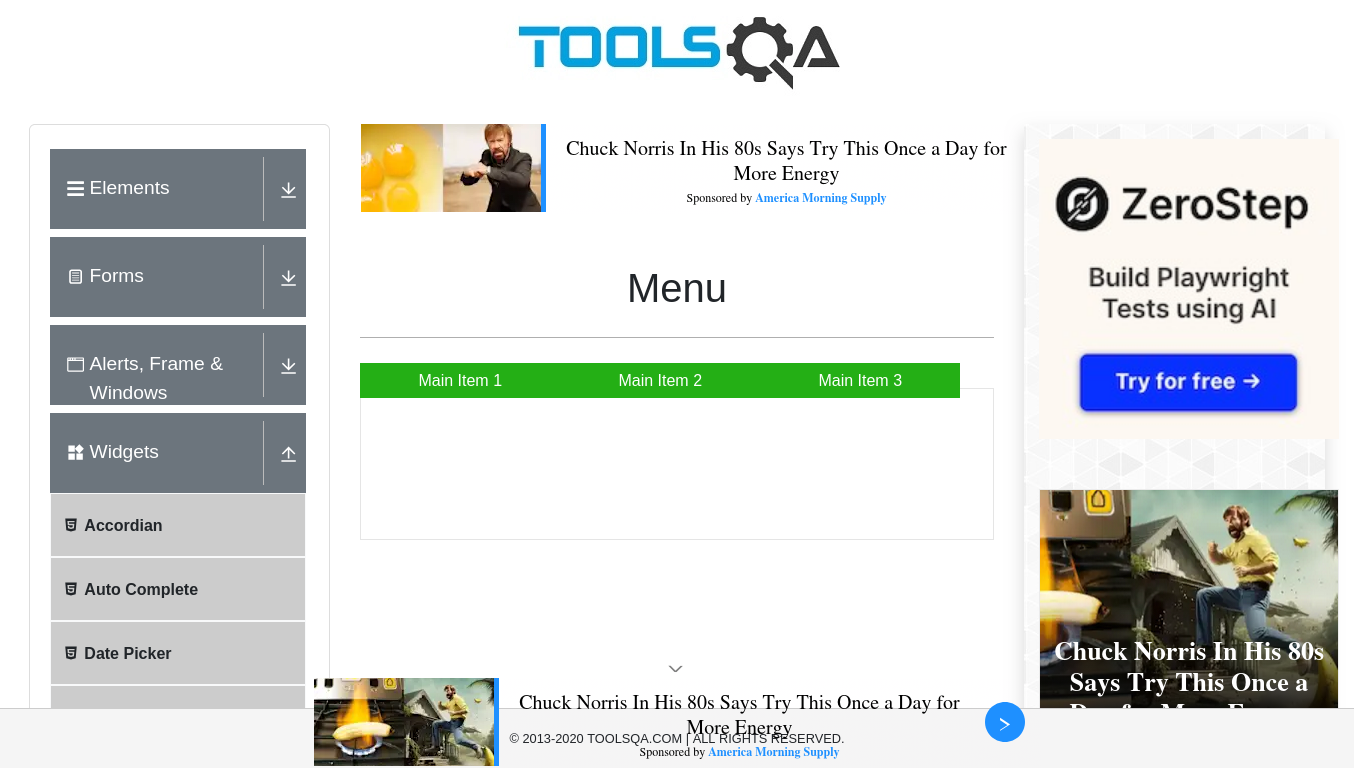 TOOLSQA
Elements
Forms
Alerts, Frame &
Windows
Widgets
Accordian
Auto Complete
Date Picker
Chuck Norris In His 80s Says Try This Once a Day for
More Energy
Sponsored by America Morning Supply
Menu
Main Item 1
Main Item 2
Main Item 3
ZeroStep
Build Playwright
Tests using AI
Try for free →
Chuck Norris In His 80s
Says Try This Once a
Chuck Norris In His 80s Says Try This Once a Day for
More Energy
© 2013-2020 TOOLSQA.COM | ALL RIGHTS RESERVED.
Sponsored by America Morning Supply